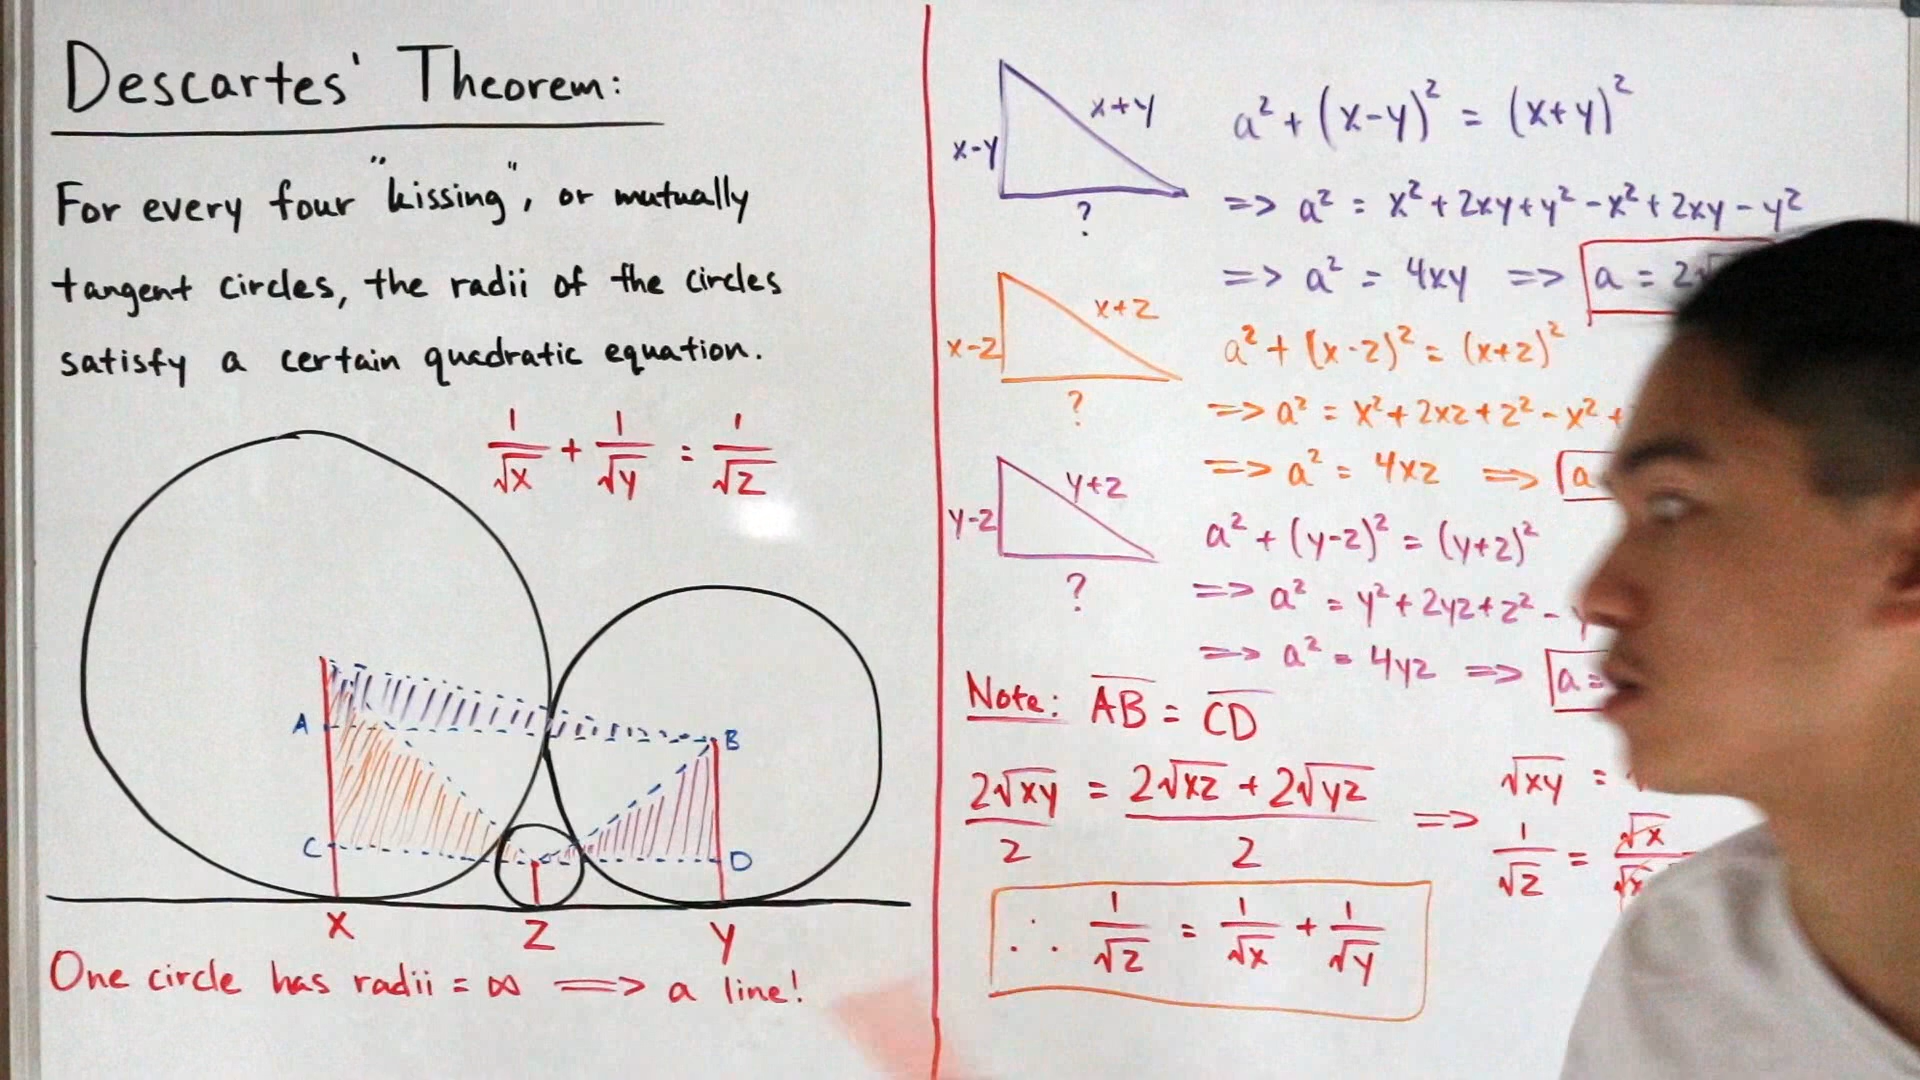 Descartes' Theorem:
For every four "kissing", or mutually
tangent circles, the radii of the circles
satisfy a certain quadratic equation.
1/√x + 1/√y = 1/√z
A
B
C
D
x
z
y
One circle has radii = ∞ => a line!
x+y
x-y
?
a² + (x-y)² = (x+y)²
=> a² = x² + 2xy + y² - x² + 2xy - y²
=> a² = 4xy => a = 2√
x+z
x-z
?
a² + (x-z)² = (x+z)²
=> a² = x² + 2xz + z² - x² +
=> a² = 4xz => a
y+z
y-z
?
a² + (y-z)² = (y+z)²
=> a² = y² + 2yz + z² -
=> a² = 4yz => a =
Note: AB = CD
2√xy/2 = 2√xz + 2√yz/2 => √xy =
1/√z = √x/√x
∴ 1/√z = 1/√x + 1/√y